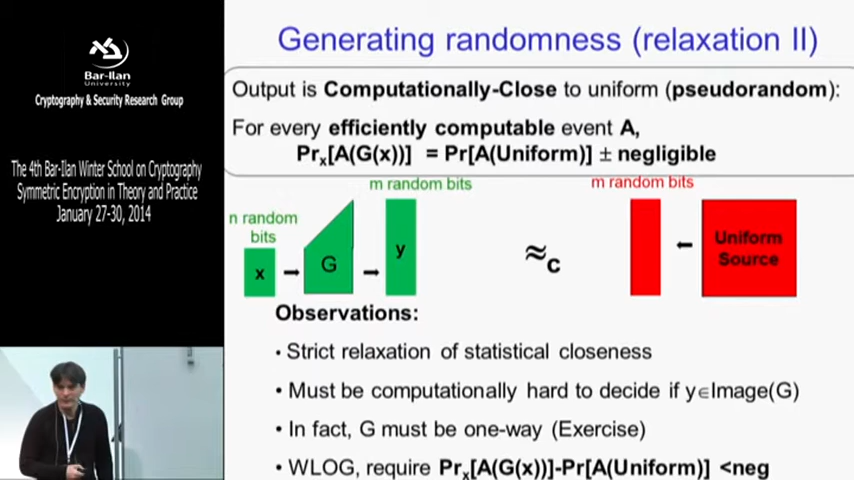 Bar-Ilan
University
Cryptography & Security Research Group
The 4th Bar-Ilan Winter School on Cryptography
Symmetric Encryption in Theory and Practice
January 27-30, 2014
Generating randomness (relaxation II)
Output is Computationally-Close to uniform (pseudorandom):
For every efficiently computable event A,
Prx[A(G(x))] = Pr[A(Uniform)] ± negligible
m random bits
m random bits
n random
bits
x
G
y
≈c
Uniform
Source
Observations:
• Strict relaxation of statistical closeness
• Must be computationally hard to decide if y∈Image(G)
• In fact, G must be one-way (Exercise)
• WLOG, require Prx[A(G(x))]-Pr[A(Uniform)] <neg